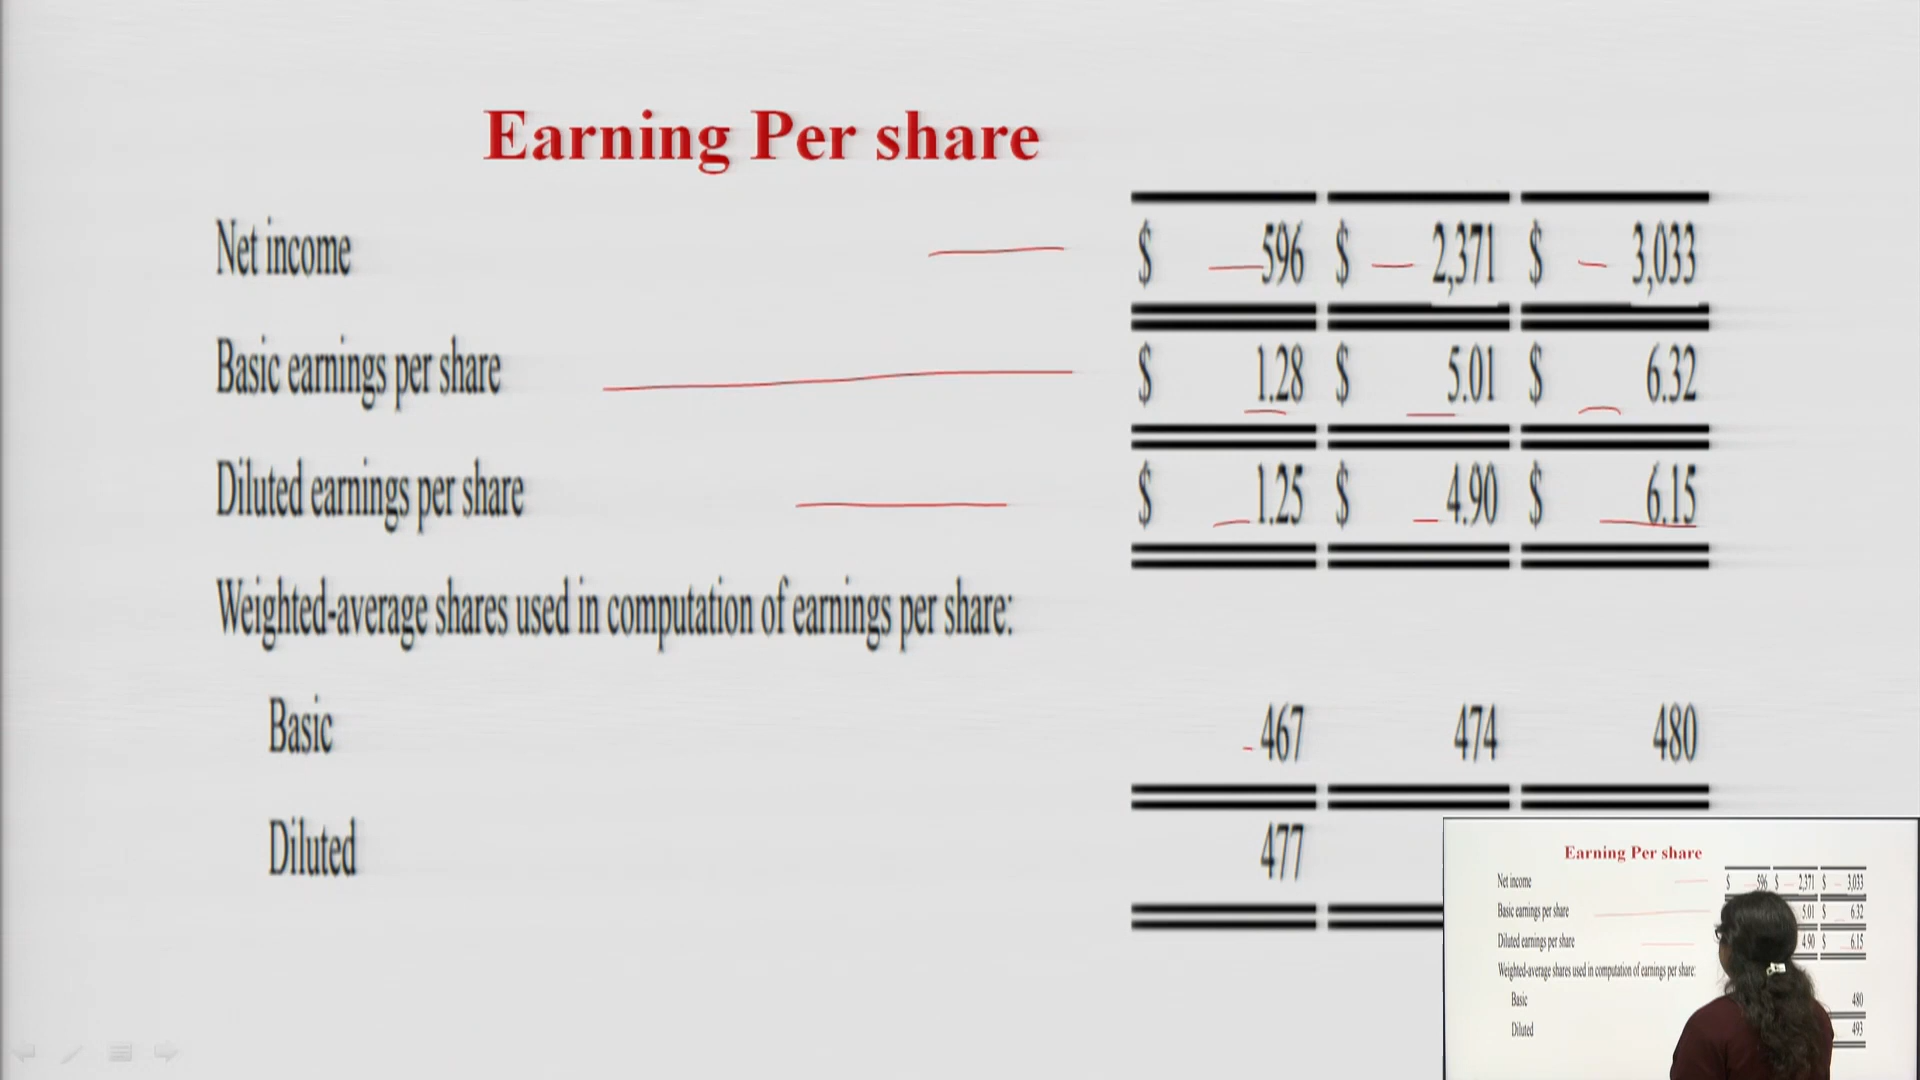 Earning Per share
Net income $ 596 $ 2,371 $ 3,033
Basic earnings per share $ 1.28 $ 5.01 $ 6.32
Diluted earnings per share $ 1.25 $ 4.90 $ 6.15
Weighted-average shares used in computation of earnings per share:
Basic 467 474 480
Diluted 477
Earning Per share
Net income $ 596 $ 2,371 $ 3,033
Basic earnings per share 5.01 $ 6.32
Diluted earnings per share 4.90 $ 6.15
Weighted-average shares used in computation of earnings per share:
Basic 480
Diluted 493